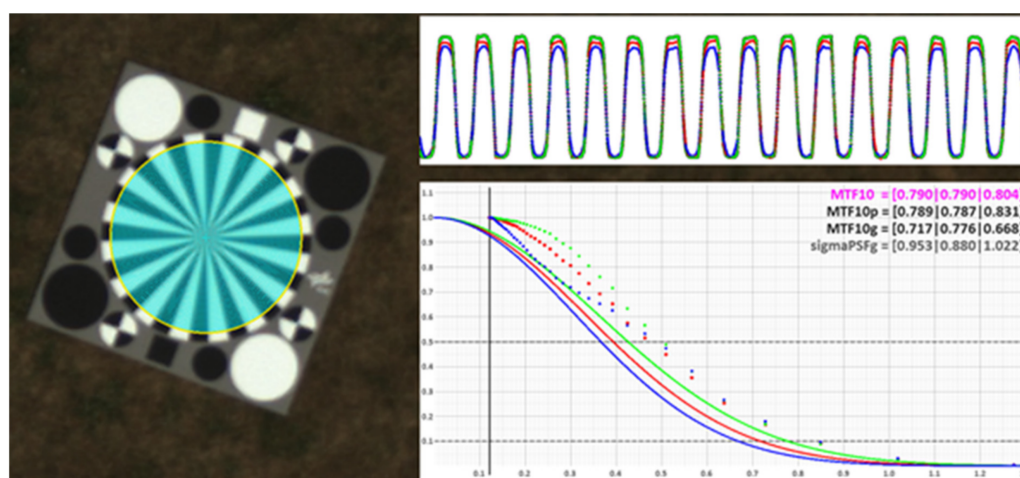 1.1
MTF10 = [0.790|0.790|0.804]
1.0
MTF10p = [0.789|0.787|0.831]
0.9
MTF10g = [0.717|0.776|0.668]
sigmaPSFg = [0.953|0.880|1.022]
0.8
0.7
0.6
0.5
0.4
0.3
0.2
0.1
0.1 0.2 0.3 0.4 0.5 0.6 0.7 0.8 0.9 1.0 1.1 1.2